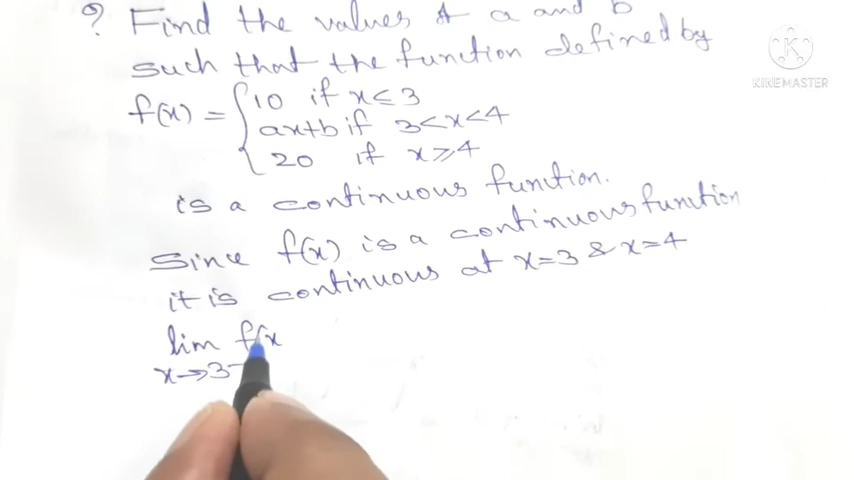 ? Find the values of a and b
such that the function defined by
f(x) = { 10 if x ≤ 3
ax+b if 3<x<4
20 if x ≥ 4
is a continuous function.
Since f(x) is a continuous function
it is continuous at x=3 & x=4
lim f(x
x→3⁻
K
KINEMASTER